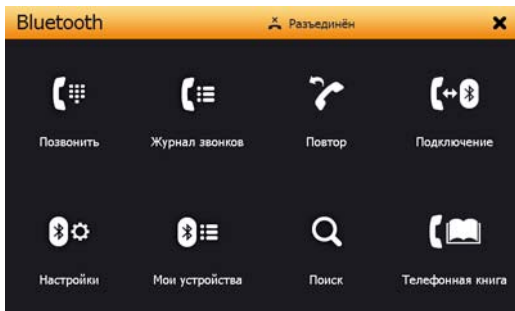 Bluetooth
Разъединён
Позвонить
Журнал звонков
Повтор
Подключение
Настройки
Мои устройства
Поиск
Телефонная книга